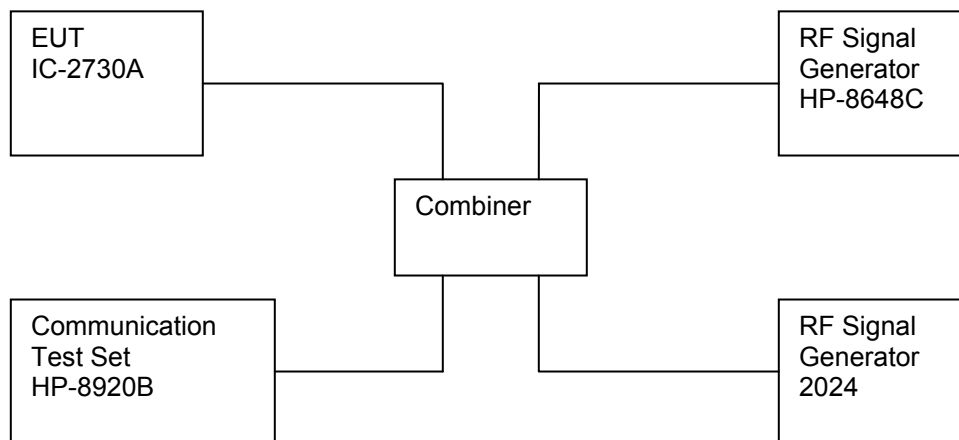 EUT
IC-2730A
RF Signal
Generator
HP-8648C
Combiner
Communication
Test Set
HP-8920B
RF Signal
Generator
2024